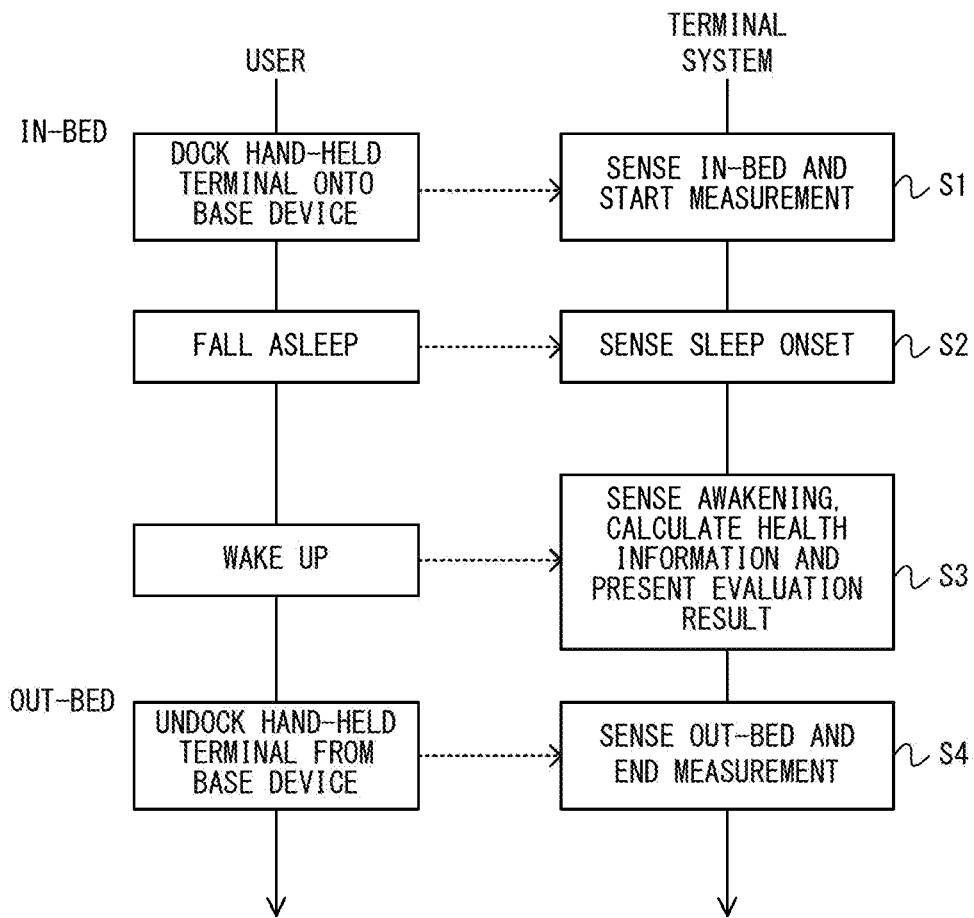 USER
TERMINAL
SYSTEM
IN-BED
DOCK HAND-HELD
TERMINAL ONTO
BASE DEVICE
SENSE IN-BED AND
START MEASUREMENT
S1
FALL ASLEEP
SENSE SLEEP ONSET
S2
WAKE UP
SENSE AWAKENING,
CALCULATE HEALTH
INFORMATION AND
PRESENT EVALUATION
RESULT
S3
OUT-BED
UNDOCK HAND-HELD
TERMINAL FROM
BASE DEVICE
SENSE OUT-BED AND
END MEASUREMENT
S4